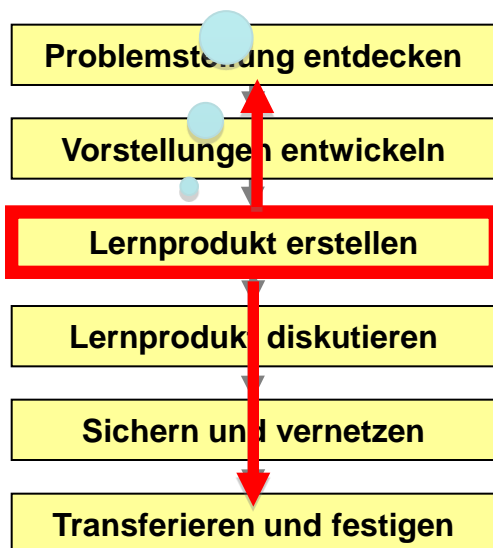 Problemstellung entdecken
Vorstellungen entwickeln
Lernprodukt erstellen
Lernprodukt diskutieren
Sichern und vernetzen
Transferieren und festigen